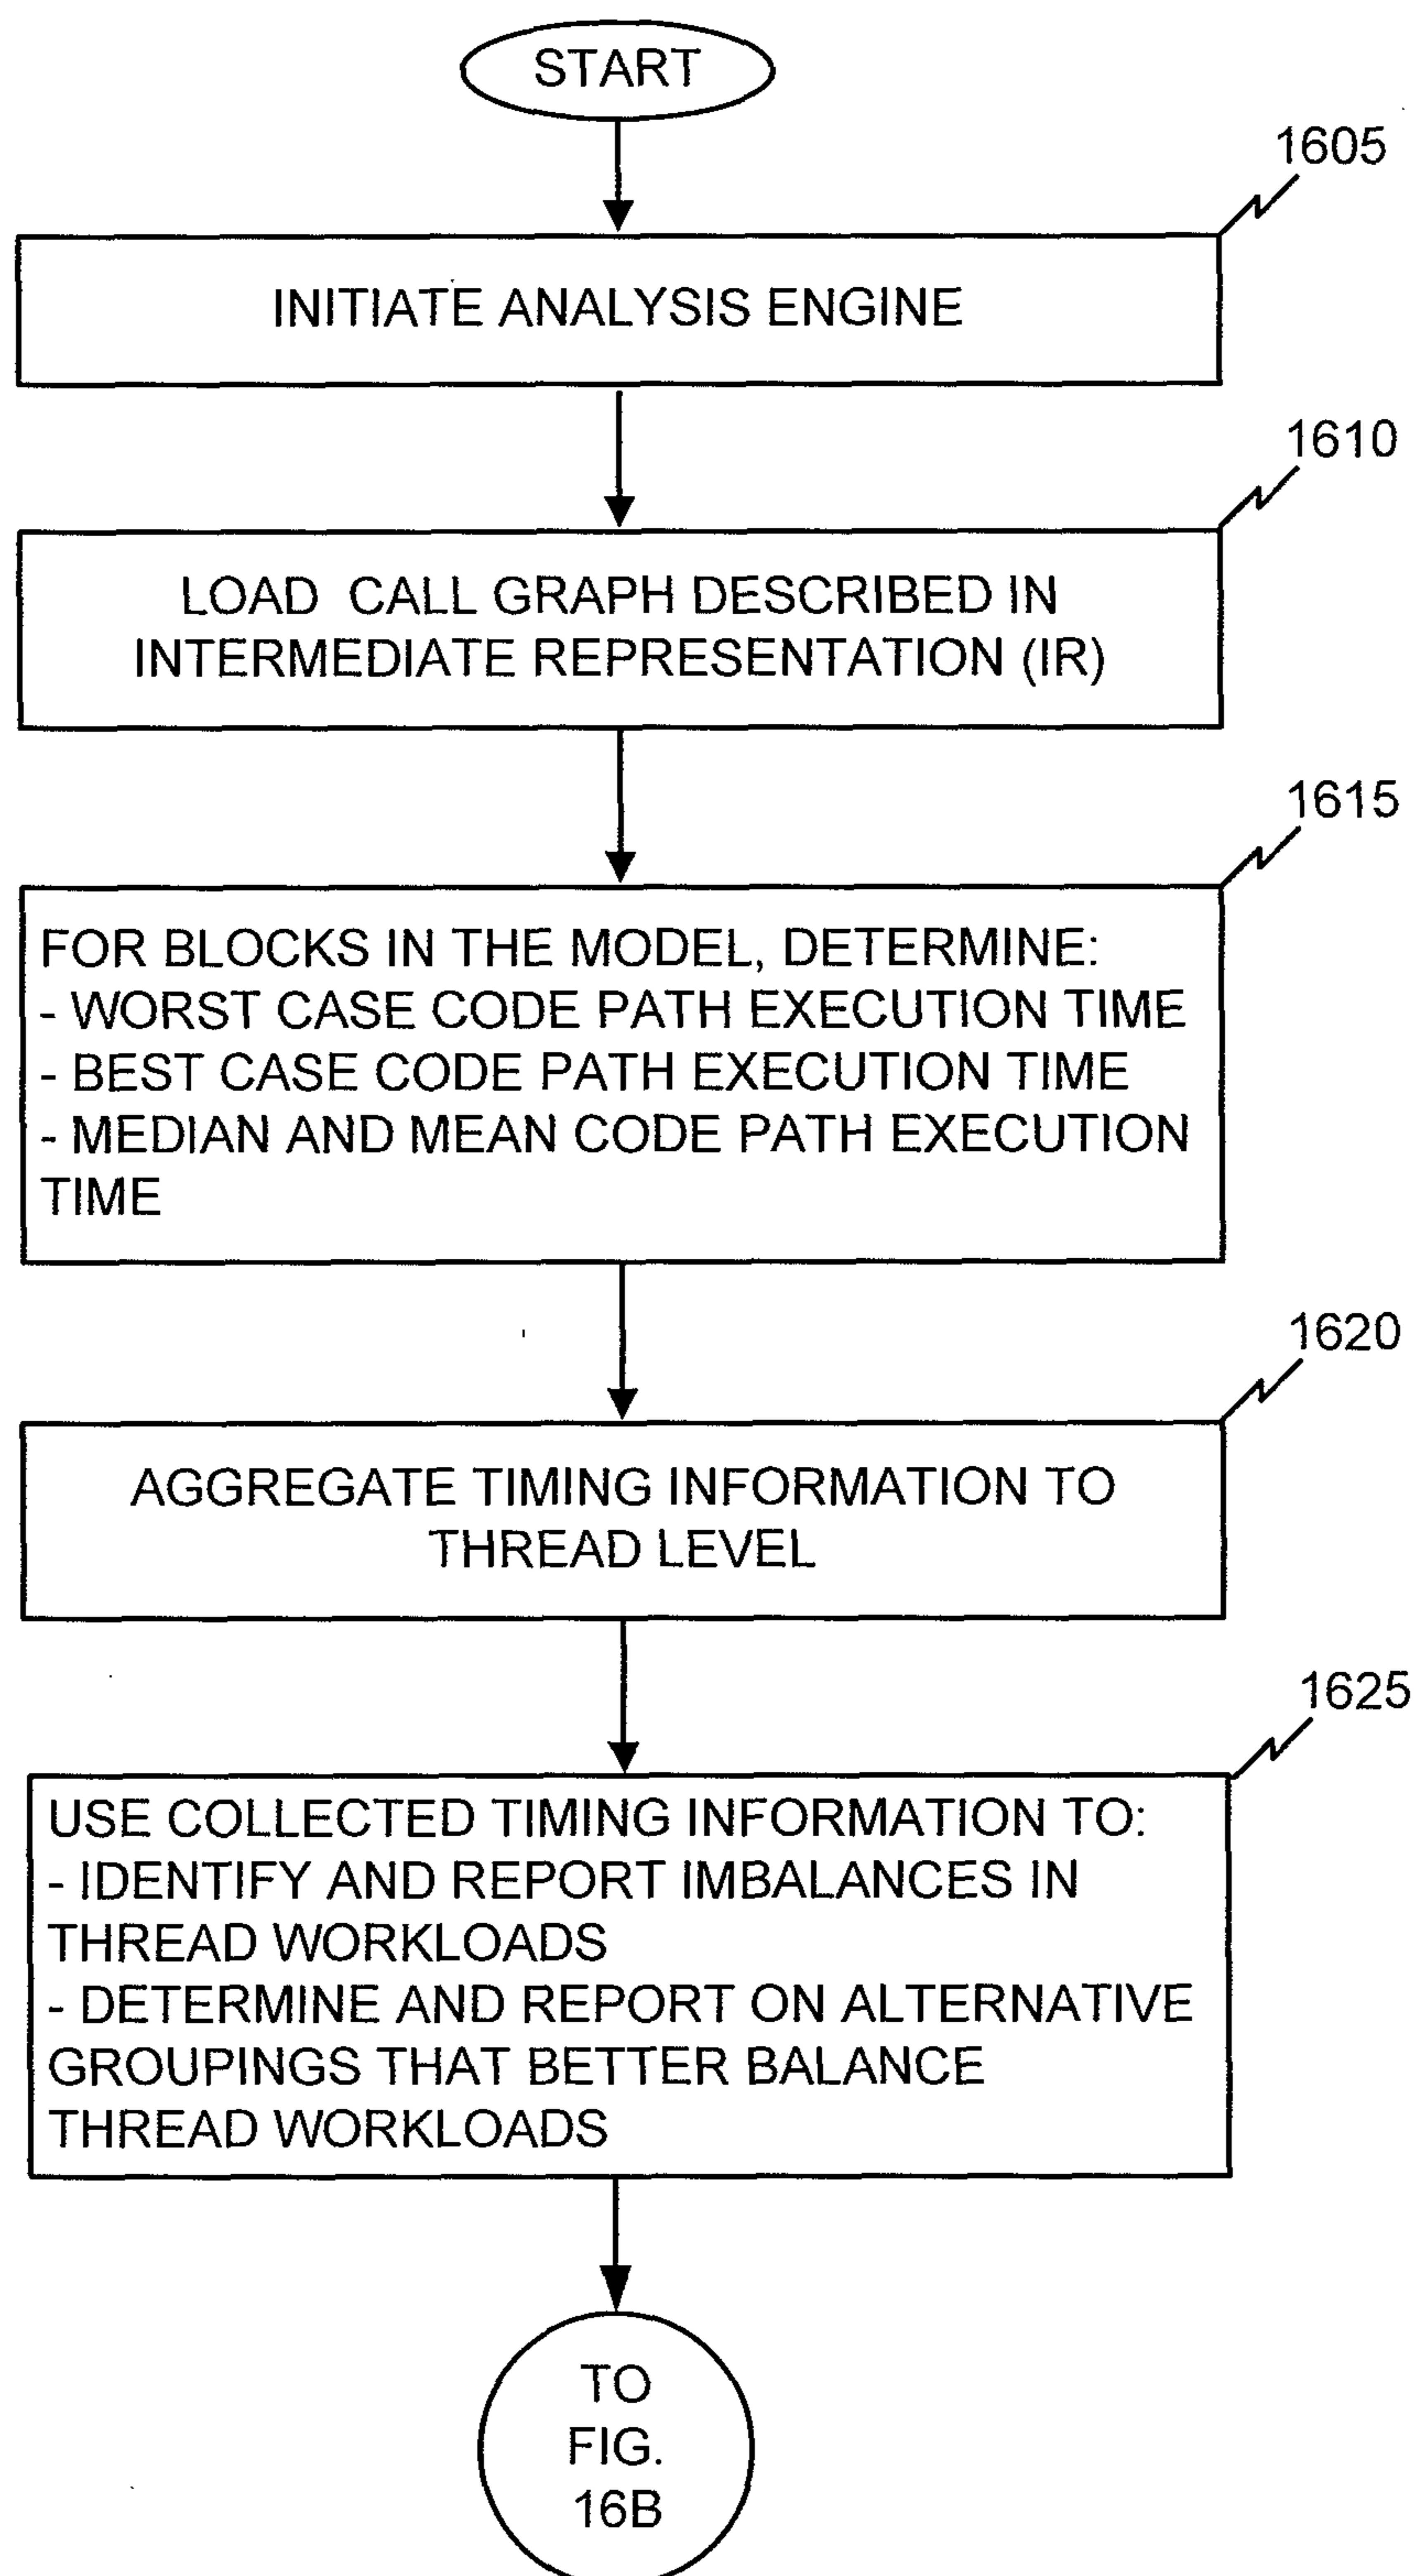 START
1605
INITIATE ANALYSIS ENGINE
1610
LOAD CALL GRAPH DESCRIBED IN
INTERMEDIATE REPRESENTATION (IR)
1615
FOR BLOCKS IN THE MODEL, DETERMINE:
- WORST CASE CODE PATH EXECUTION TIME
- BEST CASE CODE PATH EXECUTION TIME
- MEDIAN AND MEAN CODE PATH EXECUTION
TIME
1620
AGGREGATE TIMING INFORMATION TO
THREAD LEVEL
1625
USE COLLECTED TIMING INFORMATION TO:
- IDENTIFY AND REPORT IMBALANCES IN
THREAD WORKLOADS
- DETERMINE AND REPORT ON ALTERNATIVE
GROUPINGS THAT BETTER BALANCE
THREAD WORKLOADS
TO
FIG.
16B